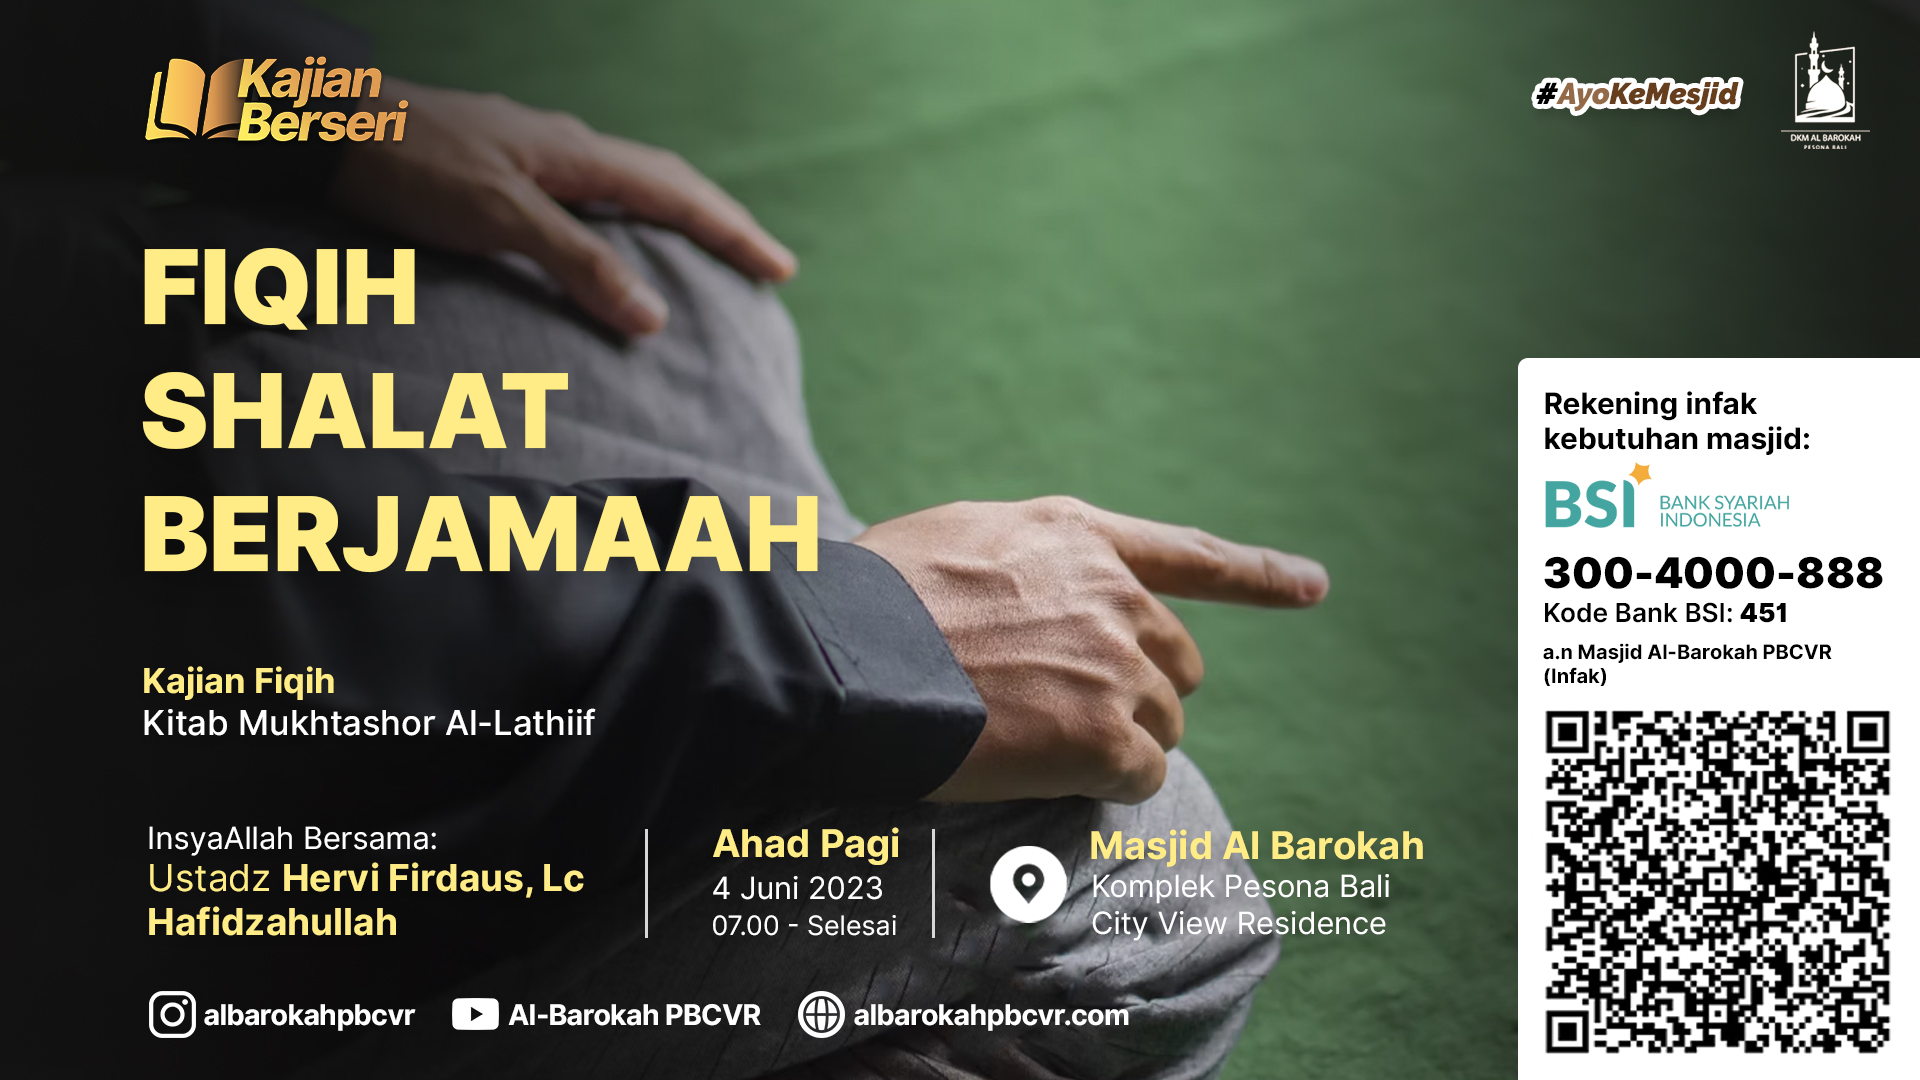 Kajian
Berseri
#AyoKeMesjid
DKM AL BAROKAH
PESONA BALI
FIQIH
SHALAT
BERJAMAAH
Kajian Fiqih
Kitab Mukhtashor Al-Lathiif
InsyaAllah Bersama:
Ustadz Hervi Firdaus, Lc
Hafidzahullah
Ahad Pagi
4 Juni 2023
07.00 - Selesai
Masjid Al Barokah
Komplek Pesona Bali
City View Residence
albarokahpbcvr
Al-Barokah PBCVR
albarokahpbcvr.com
Rekening infak
kebutuhan masjid:
BSI BANK SYARIAH
INDONESIA
300-4000-888
Kode Bank BSI: 451
a.n Masjid Al-Barokah PBCVR
(Infak)